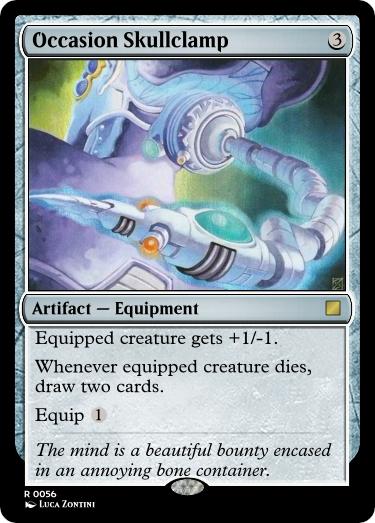 Occasion Skullclamp 3
Artifact — Equipment
Equipped creature gets +1/-1.
Whenever equipped creature dies,
draw two cards.
Equip 1
The mind is a beautiful bounty encased
in an annoying bone container.
R 0056
Luca Zontini